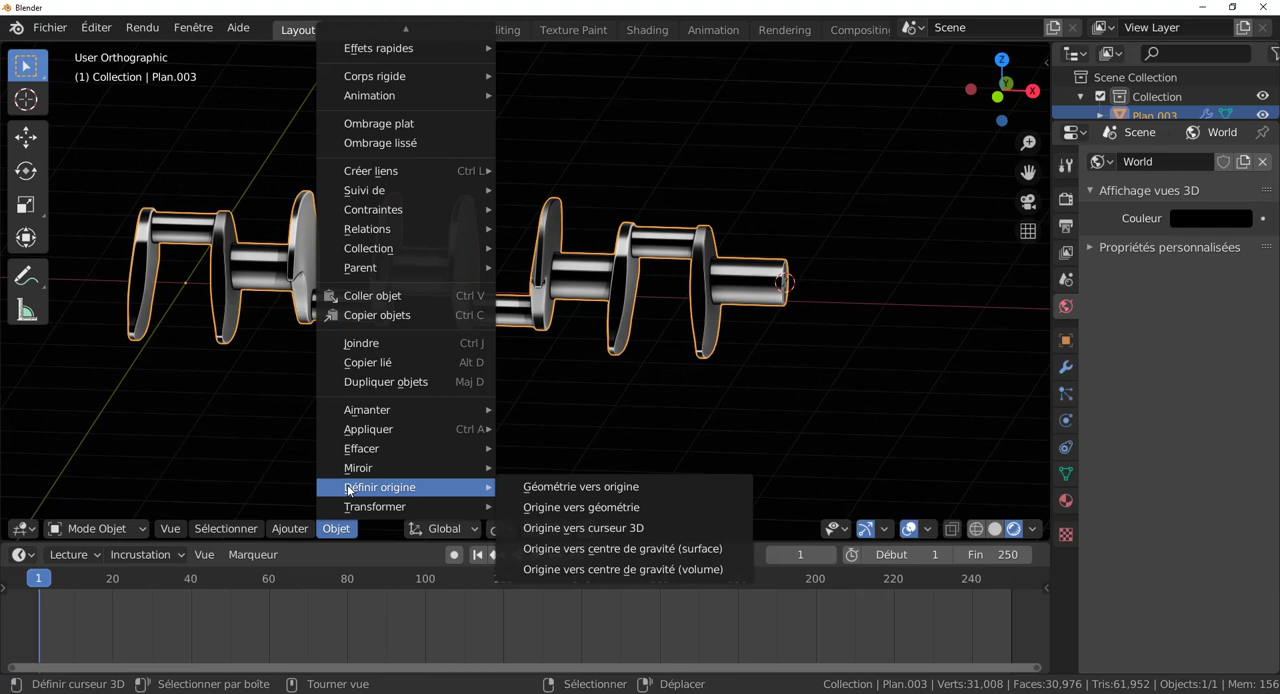 Blender
Fichier Éditer Rendu Fenêtre Aide Layout iting Texture Paint Shading Animation Rendering Compositing Scene View Layer
User Orthographic
(1) Collection | Plan.003
Z
Y
X
Effets rapides
Corps rigide
Animation
Ombrage plat
Ombrage lissé
Créer liens Ctrl L
Suivi de
Contraintes
Relations
Collection
Parent
Coller objet Ctrl V
Copier objets Ctrl C
Joindre Ctrl J
Copier lié Alt D
Dupliquer objets Maj D
Aimanter
Appliquer Ctrl A
Effacer
Miroir
Définir origine
Transformer
Géométrie vers origine
Origine vers géométrie
Origine vers curseur 3D
Origine vers centre de gravité (surface)
Origine vers centre de gravité (volume)
Scene Collection
Collection
Plan.003
Scene World
World
Affichage vues 3D
Couleur
Propriétés personnalisées
Mode Objet Vue Sélectionner Ajouter Objet Global
Lecture Incrustation Vue Marqueur 1 Début 1 Fin 250
1 20 40 60 80 100 200 220 240
Définir curseur 3D Sélectionner par boîte Tourner vue Sélectionner Déplacer Collection | Plan.003 | Verts:31,008 | Faces:30,976 | Tris:61,952 | Objects:1/1 | Mem: 156